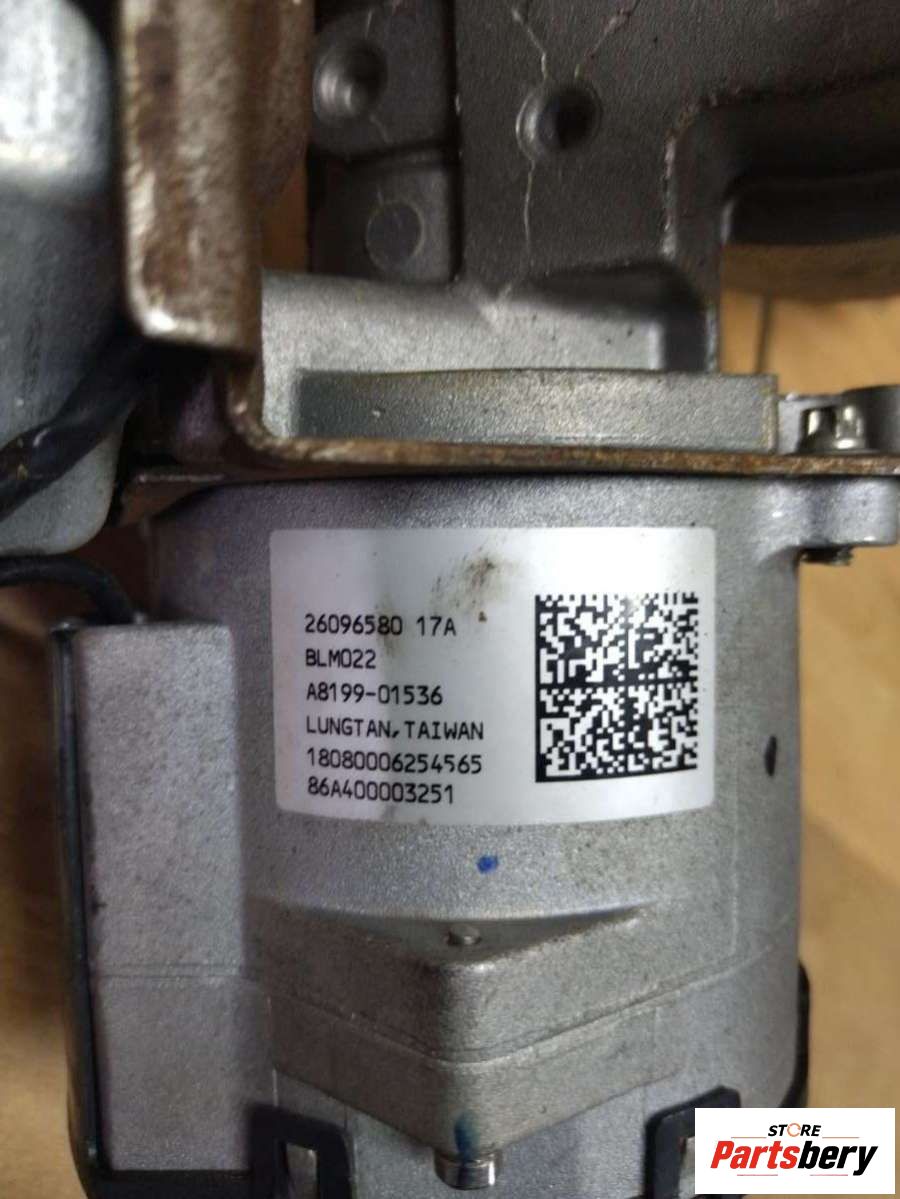 26096580 17A
BLM022
A8199-01536
LUNGTAN, TAIWAN
18080006254565
86A400003251
STORE
Partsbery